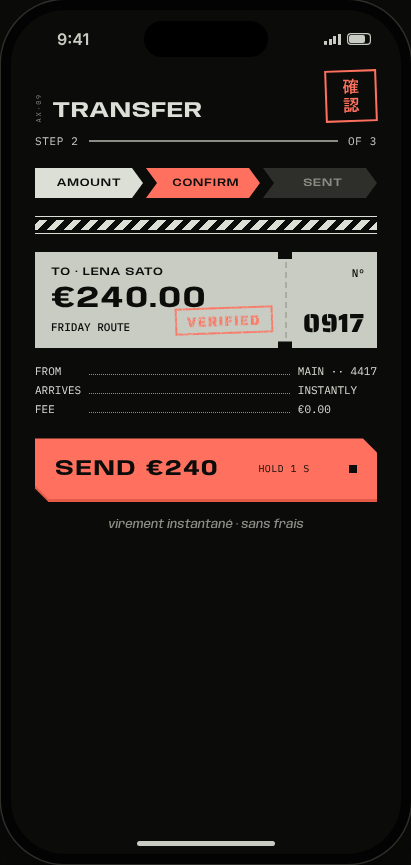 9:41
確
認
AX·09
TRANSFER
STEP 2
OF 3
AMOUNT
CONFIRM
SENT
TO · LENA SATO
€240.00
FRIDAY ROUTE
VERIFIED
Nº
0917
FROM MAIN ·· 4417
ARRIVES INSTANTLY
FEE €0.00
SEND €240
HOLD 1 S
virement instantané · sans frais